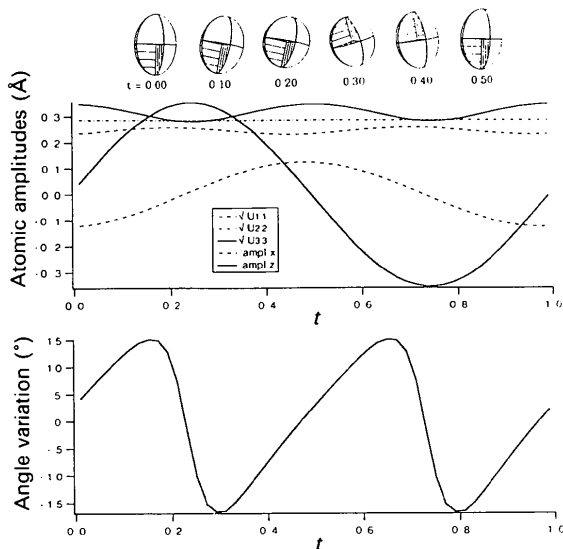 t = 0.00 0.10 0.20 0.30 0.40 0.50
Atomic amplitudes (Å)
0 3
0 2
0 1
0 0
-0 1
-0 2
-0 3
√U11
√U22
√U33
ampl x
ampl z
0 0 0 2 0 4 0 6 0 8 1 0
t
Angle variation (°)
15
10
5
0
-5
-10
-15
0 0 0 2 0 4 0 6 0 8 1 0
t